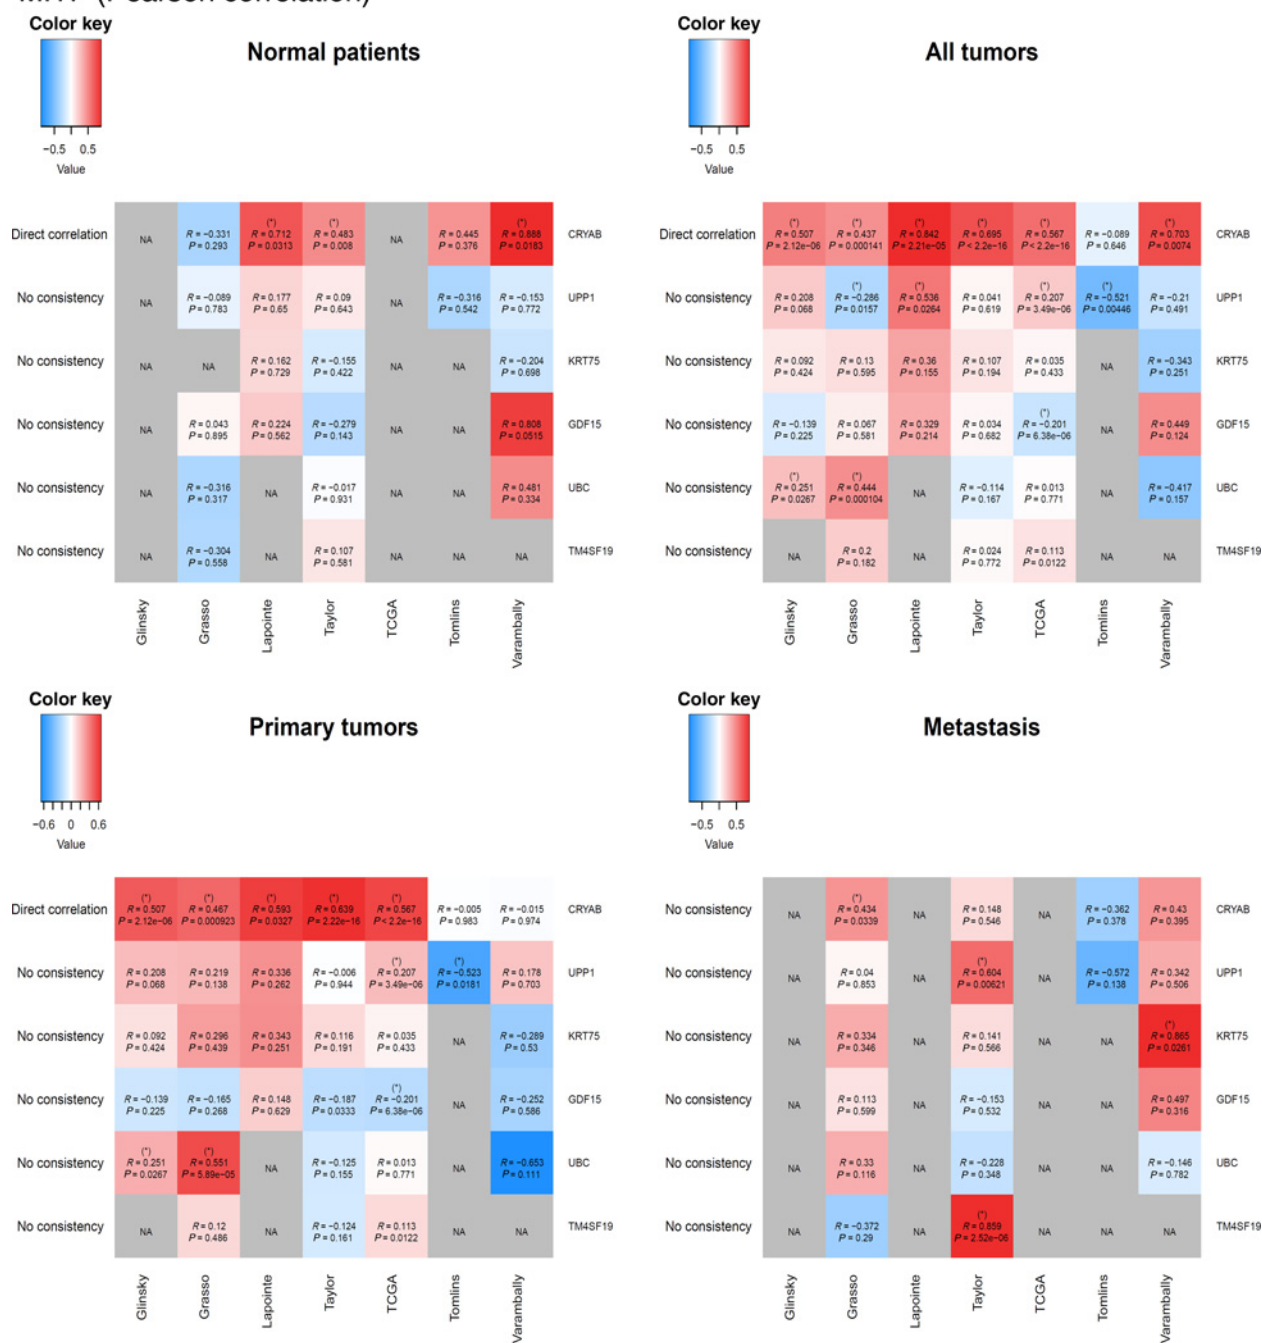 (Pearson correlation)
Color key
Normal patients
−0.5 0.5
Value
Direct correlation
NA
R = −0.331
P = 0.293
(*)
R = 0.712
P = 0.0313
(*)
R = 0.483
P = 0.008
NA
R = 0.445
P = 0.376
(*)
R = 0.888
P = 0.0183
CRYAB
No consistency
NA
R = −0.089
P = 0.783
R = 0.177
P = 0.65
R = 0.09
P = 0.643
NA
R = −0.316
P = 0.542
R = −0.153
P = 0.772
UPP1
No consistency
NA
NA
R = 0.162
P = 0.729
R = −0.155
P = 0.422
NA
NA
R = −0.204
P = 0.698
KRT75
No consistency
NA
R = 0.043
P = 0.895
R = 0.224
P = 0.562
R = −0.279
P = 0.143
NA
NA
R = 0.808
P = 0.0515
GDF15
No consistency
NA
R = −0.316
P = 0.317
NA
R = −0.017
P = 0.931
NA
NA
R = 0.481
P = 0.334
UBC
No consistency
NA
R = −0.304
P = 0.558
NA
R = 0.107
P = 0.581
NA
NA
NA
TM4SF19
Glinsky
Grasso
Lapointe
Taylor
TCGA
Tomlins
Varambally
Color key
All tumors
−0.5 0.5
Value
Direct correlation
(*)
R = 0.507
P = 2.12e−06
(*)
R = 0.437
P = 0.000141
(*)
R = 0.842
P = 2.21e−05
(*)
R = 0.695
P < 2.2e−16
(*)
R = 0.567
P < 2.2e−16
R = −0.089
P = 0.646
(*)
R = 0.703
P = 0.0074
CRYAB
No consistency
R = 0.208
P = 0.068
(*)
R = −0.286
P = 0.0157
(*)
R = 0.536
P = 0.0264
R = 0.041
P = 0.619
(*)
R = 0.207
P = 3.49e−06
(*)
R = −0.521
P = 0.00446
R = −0.21
P = 0.491
UPP1
No consistency
R = 0.092
P = 0.424
R = 0.13
P = 0.595
R = 0.36
P = 0.155
R = 0.107
P = 0.194
R = 0.035
P = 0.433
NA
R = −0.343
P = 0.251
KRT75
No consistency
R = −0.139
P = 0.225
R = 0.067
P = 0.581
R = 0.329
P = 0.214
R = 0.034
P = 0.682
(*)
R = −0.201
P = 6.38e−06
NA
R = 0.449
P = 0.124
GDF15
No consistency
(*)
R = 0.251
P = 0.0267
(*)
R = 0.444
P = 0.000104
NA
R = −0.114
P = 0.167
R = 0.013
P = 0.771
NA
R = −0.417
P = 0.157
UBC
No consistency
NA
R = 0.2
P = 0.182
NA
R = 0.024
P = 0.772
R = 0.113
P = 0.0122
NA
NA
TM4SF19
Glinsky
Grasso
Lapointe
Taylor
TCGA
Tomlins
Varambally
Color key
Primary tumors
−0.6 0 0.6
Value
Direct correlation
(*)
R = 0.507
P = 2.12e−06
(*)
R = 0.467
P = 0.000923
(*)
R = 0.593
P = 0.0327
(*)
R = 0.639
P = 2.22e−16
(*)
R = 0.567
P < 2.2e−16
R = −0.005
P = 0.983
R = −0.015
P = 0.974
CRYAB
No consistency
R = 0.208
P = 0.068
R = 0.219
P = 0.138
R = 0.336
P = 0.262
R = −0.006
P = 0.944
(*)
R = 0.207
P = 3.49e−06
(*)
R = −0.523
P = 0.0181
R = 0.178
P = 0.703
UPP1
No consistency
R = 0.092
P = 0.424
R = 0.296
P = 0.439
R = 0.343
P = 0.251
R = 0.116
P = 0.191
R = 0.035
P = 0.433
NA
R = −0.289
P = 0.53
KRT75
No consistency
R = −0.139
P = 0.225
R = −0.165
P = 0.268
R = 0.148
P = 0.629
R = −0.187
P = 0.0333
(*)
R = −0.201
P = 6.38e−06
NA
R = −0.252
P = 0.586
GDF15
No consistency
(*)
R = 0.251
P = 0.0267
(*)
R = 0.551
P = 5.89e−05
NA
R = −0.125
P = 0.155
R = 0.013
P = 0.771
NA
R = −0.653
P = 0.111
UBC
No consistency
NA
R = 0.12
P = 0.486
NA
R = −0.124
P = 0.161
R = 0.113
P = 0.0122
NA
NA
TM4SF19
Glinsky
Grasso
Lapointe
Taylor
TCGA
Tomlins
Varambally
Color key
Metastasis
−0.5 0.5
Value
No consistency
NA
(*)
R = 0.434
P = 0.0339
NA
R = 0.148
P = 0.546
NA
R = −0.362
P = 0.378
R = 0.43
P = 0.395
CRYAB
No consistency
NA
R = 0.04
P = 0.853
NA
(*)
R = 0.604
P = 0.00621
NA
R = −0.572
P = 0.138
R = 0.342
P = 0.506
UPP1
No consistency
NA
R = 0.334
P = 0.346
NA
R = 0.141
P = 0.566
NA
NA
(*)
R = 0.865
P = 0.0261
KRT75
No consistency
NA
R = 0.113
P = 0.599
NA
R = −0.153
P = 0.532
NA
NA
R = 0.497
P = 0.316
GDF15
No consistency
NA
R = 0.33
P = 0.116
NA
R = −0.228
P = 0.348
NA
NA
R = −0.146
P = 0.782
UBC
No consistency
NA
R = −0.372
P = 0.29
NA
(*)
R = 0.859
P = 2.52e−06
NA
NA
NA
TM4SF19
Glinsky
Grasso
Lapointe
Taylor
TCGA
Tomlins
Varambally